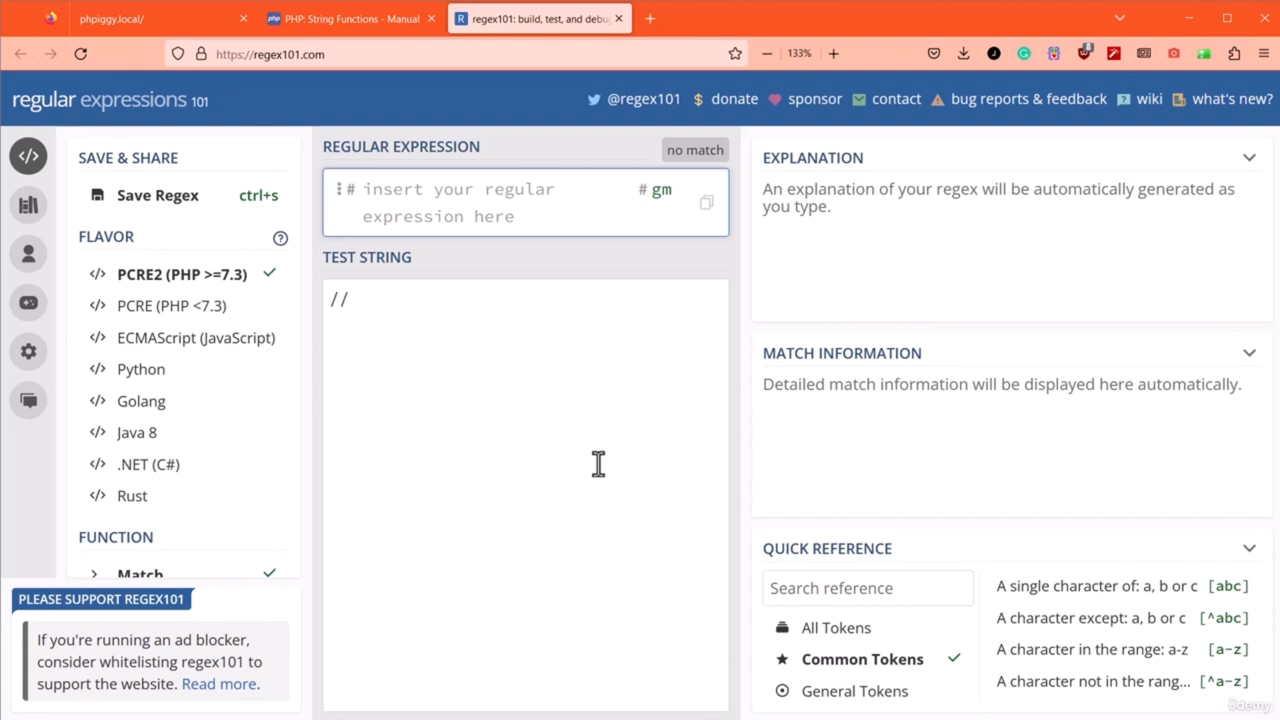 phpiggy.local/
PHP: String Functions - Manual
regex101: build, test, and debug
https://regex101.com
133%
8
regular expressions 101
@regex101
$ donate
sponsor
contact
bug reports & feedback
wiki
what's new?
SAVE & SHARE
Save Regex ctrl+s
FLAVOR
</> PCRE2 (PHP >=7.3)
</> PCRE (PHP <7.3)
</> ECMAScript (JavaScript)
</> Python
</> Golang
</> Java 8
</> .NET (C#)
</> Rust
FUNCTION
Match
PLEASE SUPPORT REGEX101
If you're running an ad blocker,
consider whitelisting regex101 to
support the website. Read more.
REGULAR EXPRESSION
no match
# insert your regular # gm
expression here
TEST STRING
//
EXPLANATION
An explanation of your regex will be automatically generated as
you type.
MATCH INFORMATION
Detailed match information will be displayed here automatically.
QUICK REFERENCE
Search reference
All Tokens
Common Tokens
General Tokens
A single character of: a, b or c [abc]
A character except: a, b or c [^abc]
A character in the range: a-z [a-z]
A character not in the rang... [^a-z]
ûdemy